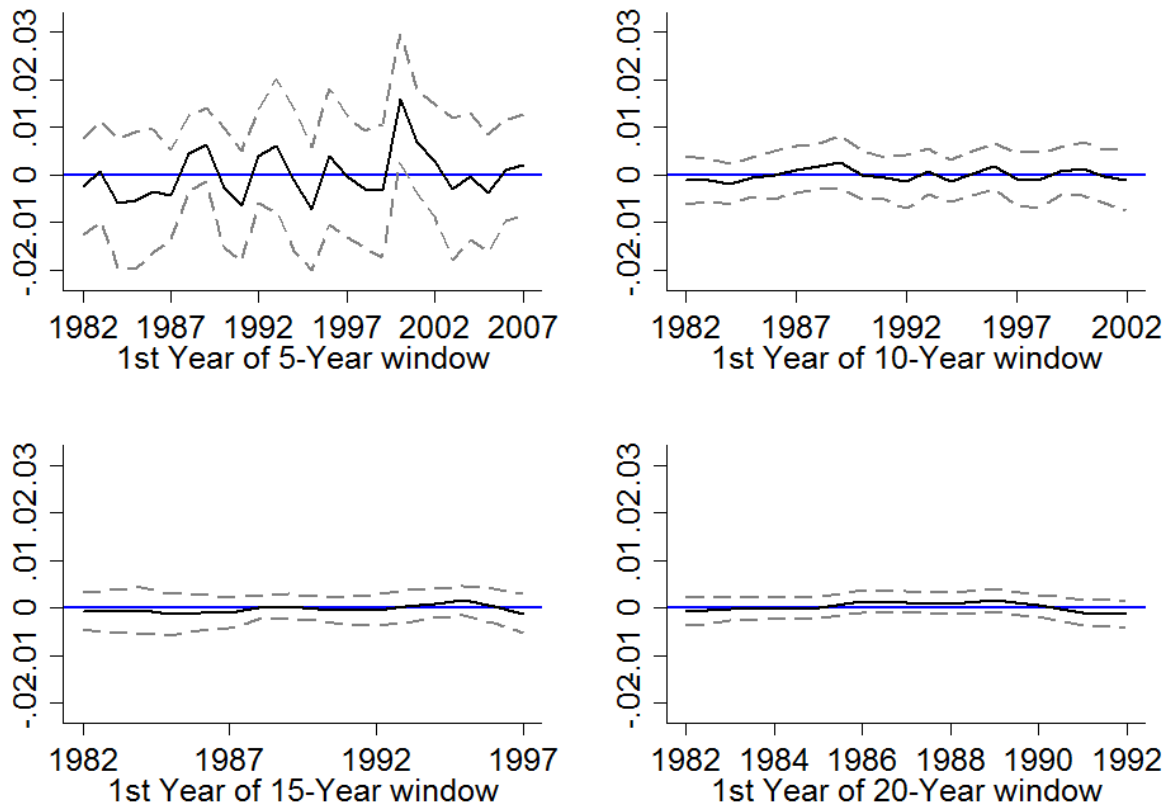 -.02-.01 0 .01 .02 .03
1982 1987 1992 1997 2002 2007
1st Year of 5-Year window
-.02-.01 0 .01 .02 .03
1982 1987 1992 1997 2002
1st Year of 10-Year window
-.02-.01 0 .01 .02 .03
1982 1987 1992 1997
1st Year of 15-Year window
-.02-.01 0 .01 .02 .03
1982 1984 1986 1988 1990 1992
1st Year of 20-Year window